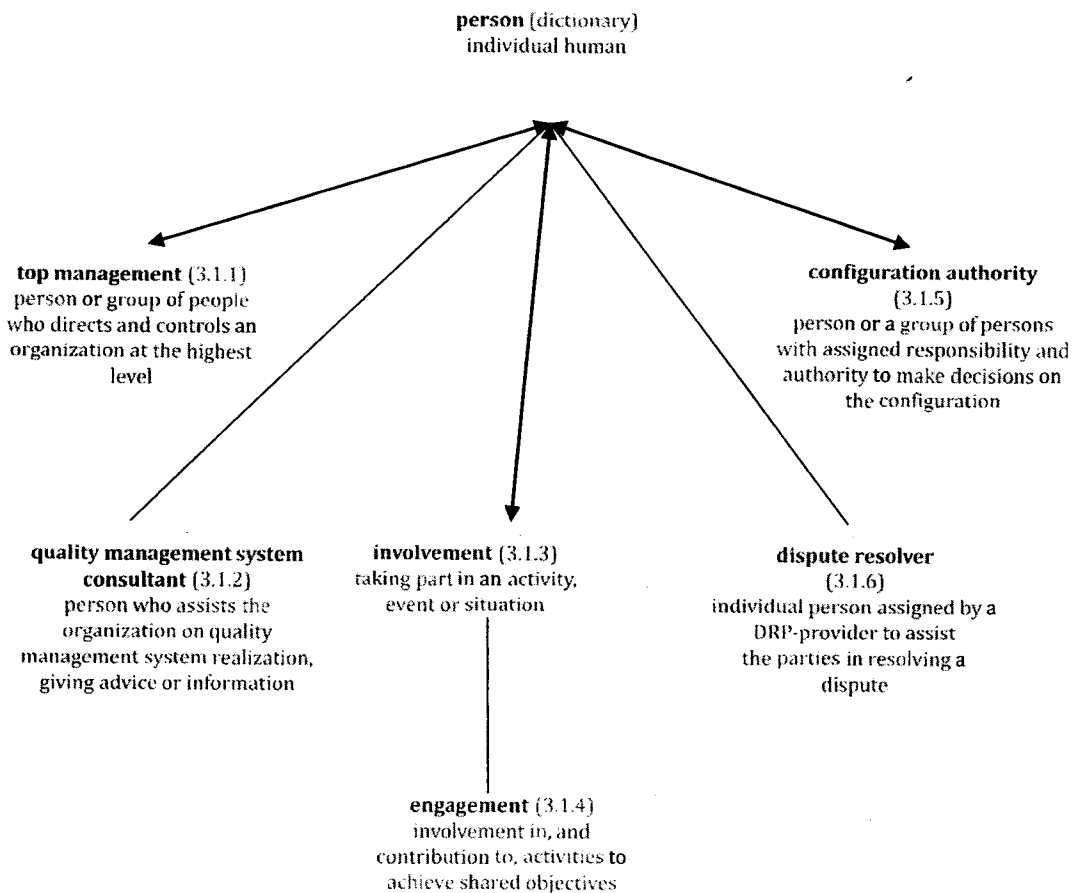 person (dictionary)
individual human
top management (3.1.1)
person or group of people
who directs and controls an
organization at the highest
level
configuration authority
(3.1.5)
person or a group of persons
with assigned responsibility and
authority to make decisions on
the configuration
quality management system
consultant (3.1.2)
person who assists the
organization on quality
management system realization,
giving advice or information
involvement (3.1.3)
taking part in an activity,
event or situation
dispute resolver
(3.1.6)
individual person assigned by a
DRP-provider to assist
the parties in resolving a
dispute
engagement (3.1.4)
involvement in, and
contribution to, activities to
achieve shared objectives